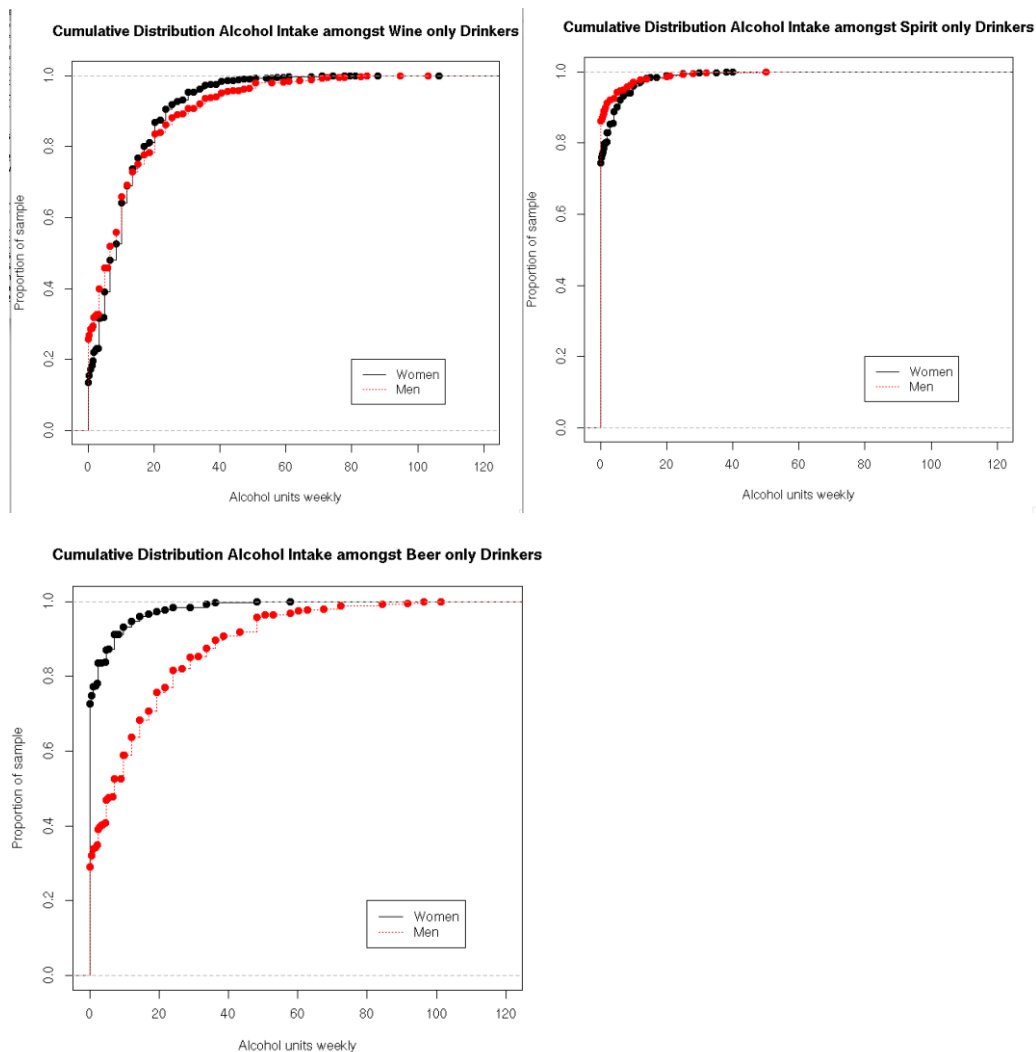 Cumulative Distribution Alcohol Intake amongst Wine only Drinkers
Proportion of sample
1.0
0.8
0.6
0.4
0.2
0.0
Women
Men
0 20 40 60 80 100 120
Alcohol units weekly
Cumulative Distribution Alcohol Intake amongst Spirit only Drinkers
Proportion of sample
1.0
0.8
0.6
0.4
0.2
0.0
Women
Men
0 20 40 60 80 100 120
Alcohol units weekly
Cumulative Distribution Alcohol Intake amongst Beer only Drinkers
Proportion of sample
1.0
0.8
0.6
0.4
0.2
0.0
Women
Men
0 20 40 60 80 100 120
Alcohol units weekly